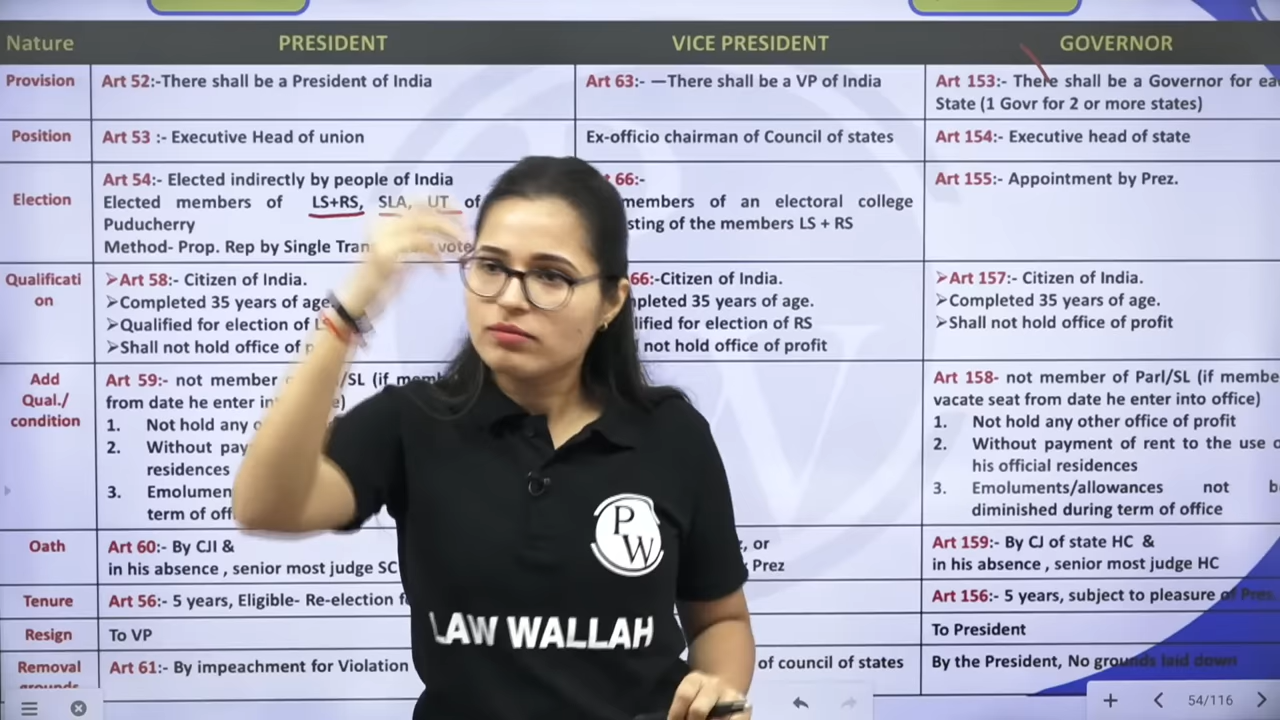 Nature PRESIDENT VICE PRESIDENT GOVERNOR
Provision
Art 52:-There shall be a President of India
Art 63:- —There shall be a VP of India
Art 153:- There shall be a Governor for
State (1 Govr for 2 or more states)
Position
Art 53 :- Executive Head of union
Ex-officio chairman of Council of states
Art 154:- Executive head of state
Election
Art 54:- Elected indirectly by people of India
Elected members of LS+RS, SLA, UT of
Puducherry
Method- Prop. Rep by Single vote
66:-
members of an electoral college
of the members LS + RS
Art 155:- Appointment by Prez.
Qualificati
on
➢Art 58:- Citizen of India.
➢Completed 35 years of age
➢Qualified for election of
➢Shall not hold office of
66:-Citizen of India.
35 years of age.
for election of RS
not hold office of profit
➢Art 157:- Citizen of India.
➢Completed 35 years of age.
➢Shall not hold office of profit
Add
Qual./
condition
Art 59:- not member /SL (if
from date he enter
1. Not hold any
2. Without
residences
3.
term of
Art 158- not member of Parl/SL (if
vacate seat from date he enter into office)
1. Not hold any other office of profit
2. Without payment of rent to the use
his official residences
3. Emoluments/allowances not
diminished during term of office
Oath
Art 60:- By CJI &
in his absence , senior most judge SC
or
Prez
Art 159:- By CJ of state HC &
in his absence , senior most judge HC
Tenure
Art 56:- 5 years, Eligible- Re-election
Art 156:- 5 years, subject to pleasure of Pres.
Resign
To VP
To President
Removal
grounds
Art 61:- By impeachment for Violation
of council of states
By the President, No grounds laid down
PW
LAW WALLAH
54/116